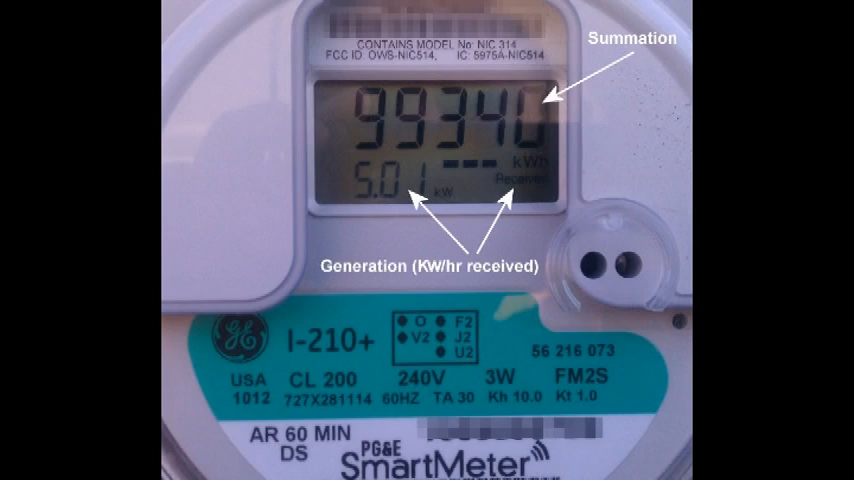 CONTAINS MODEL No: NIC 314
FCC ID: OWS-NIC514, IC: 5975A-NIC514
Summation
99340
kWh
5.01 kW
Received
Generation (KW/hr received)
GE
I-210+
O F2
V2 J2
U2
56 216 073
USA CL 200 240V 3W FM2S
1012 727X281114 60HZ TA 30 Kh 10.0 Kt 1.0
AR 60 MIN
DS
PG&E
SmartMeter